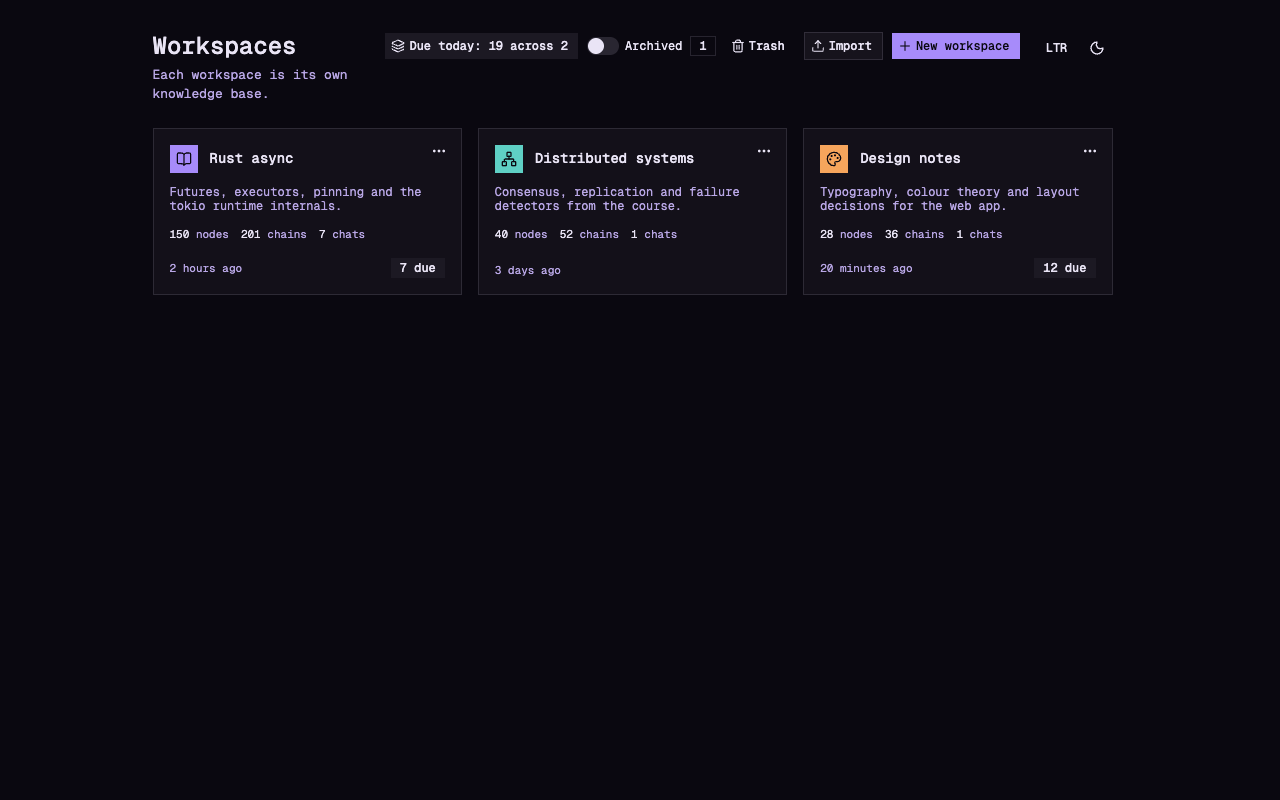 Workspaces
Each workspace is its own
knowledge base.
Due today: 19 across 2
Archived 1
Trash
Import
New workspace
LTR
Rust async
Futures, executors, pinning and the
tokio runtime internals.
150 nodes 201 chains 7 chats
2 hours ago
7 due
Distributed systems
Consensus, replication and failure
detectors from the course.
40 nodes 52 chains 1 chats
3 days ago
Design notes
Typography, colour theory and layout
decisions for the web app.
28 nodes 36 chains 1 chats
20 minutes ago
12 due